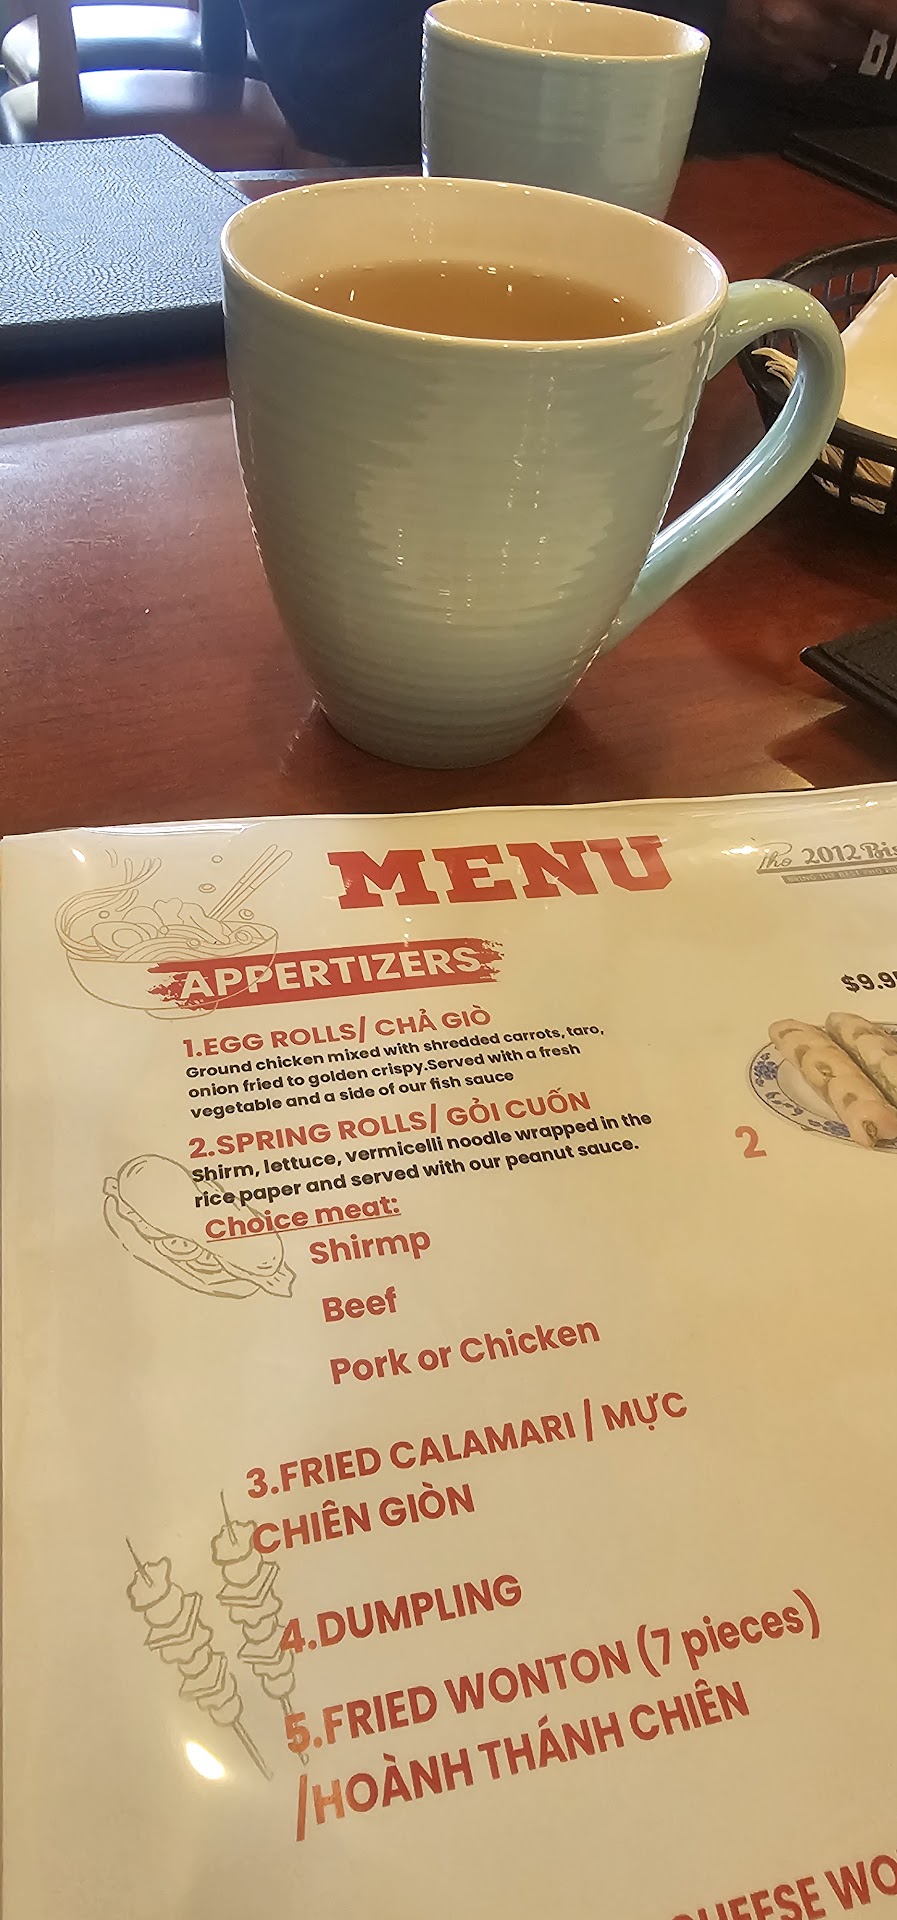 MENU
Pho 2012
APPERTIZERS
1.EGG ROLLS/ CHẢ GIÒ
Ground chicken mixed with shredded carrots, taro,
onion fried to golden crispy.Served with a fresh
vegetable and a side of our fish sauce
2.SPRING ROLLS/ GỎI CUỐN
Shirm, lettuce, vermicelli noodle wrapped in the
rice paper and served with our peanut sauce.
2
Choice meat:
Shirmp
Beef
Pork or Chicken
3.FRIED CALAMARI / MỰC
CHIÊN GIÒN
4.DUMPLING
5.FRIED WONTON (7 pieces)
/HOÀNH THÁNH CHIÊN
CHEESE